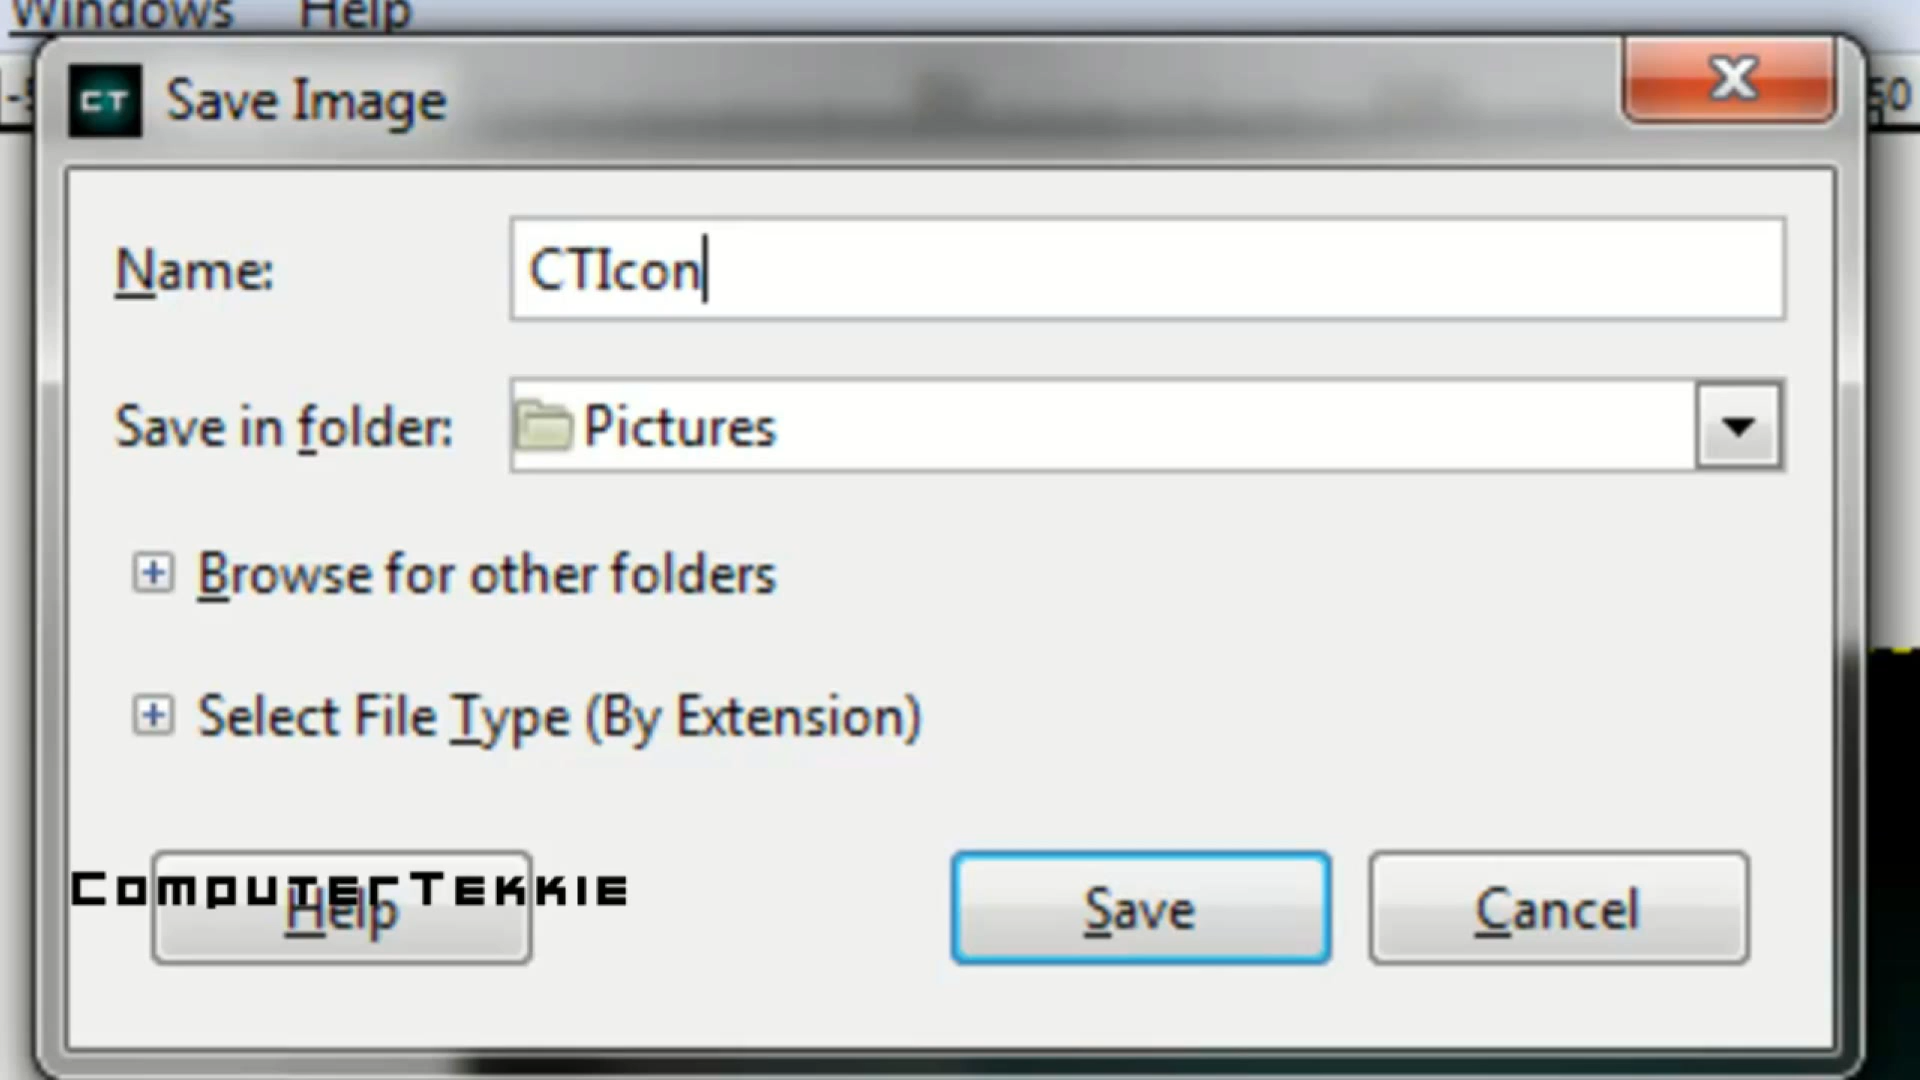 Windows Help
CT Save Image
50
Name: CTIcon
Save in folder: Pictures
Browse for other folders
Select File Type (By Extension)
ComputerTekkie
Help Save Cancel